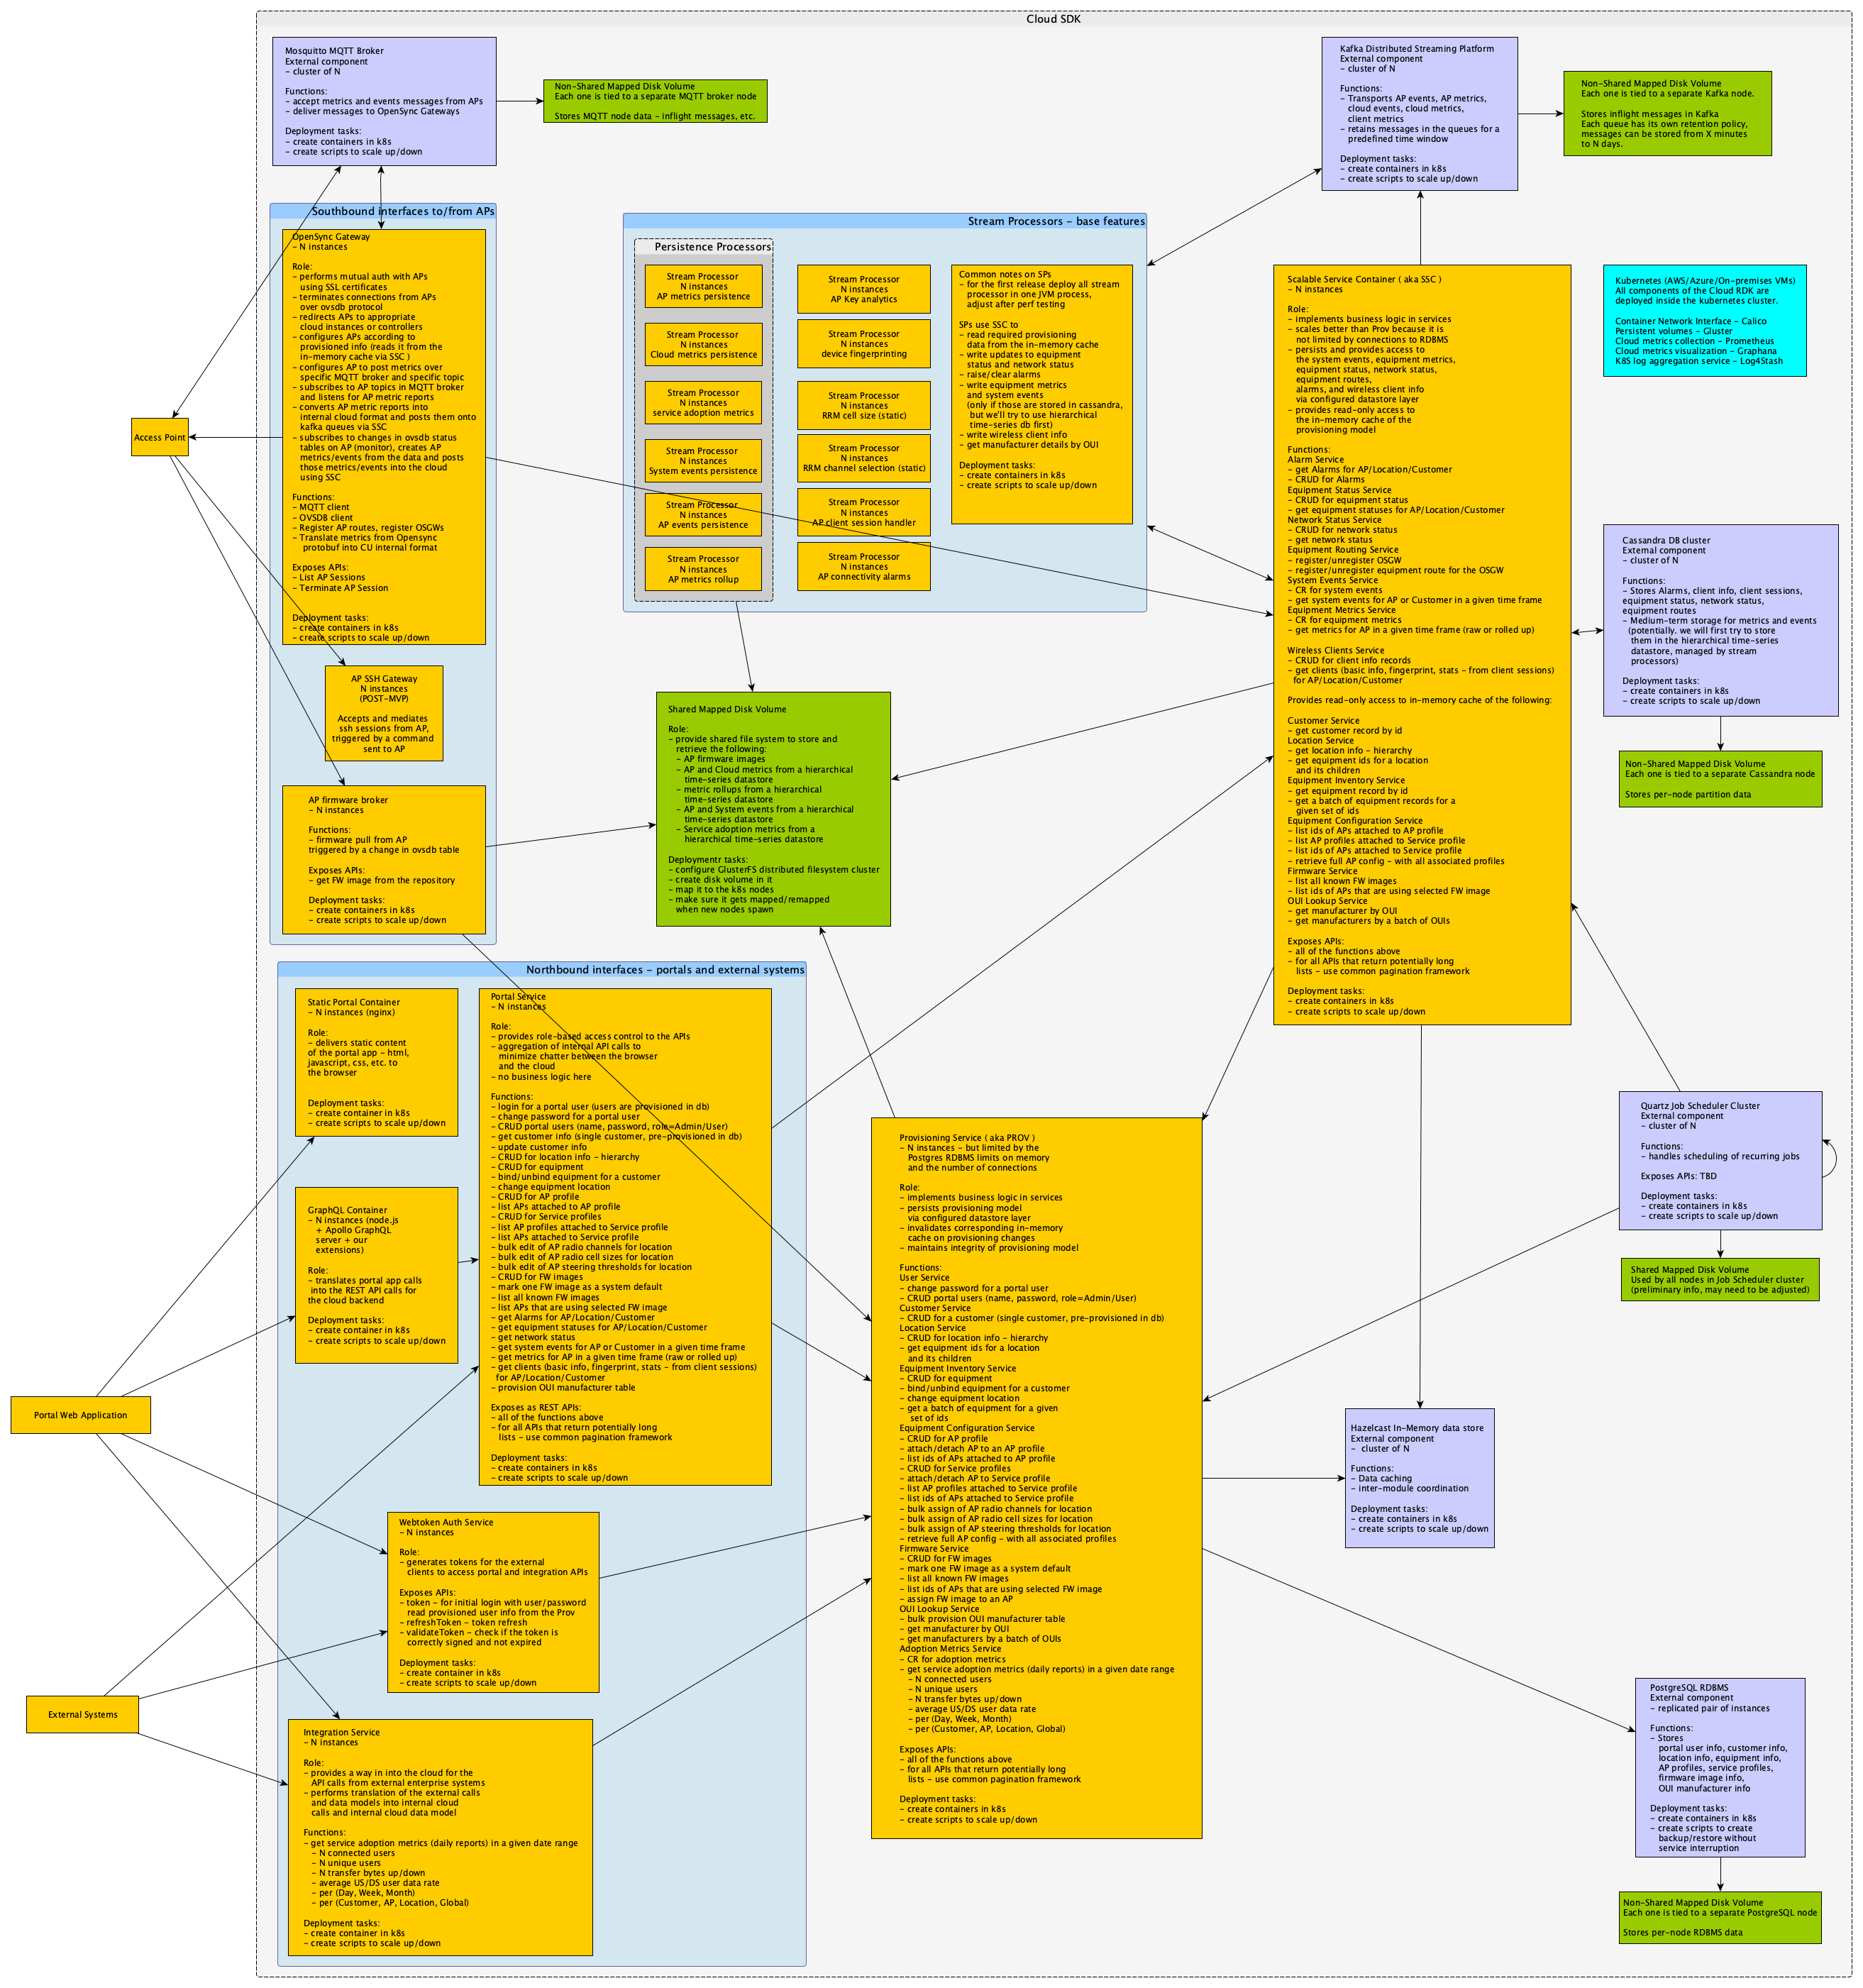 Cloud SDK
Mosquitto MQTT Broker
External component
- cluster of N
Functions:
- accept metrics and events messages from APs
- deliver messages to OpenSync Gateways
Deployment tasks:
- create containers in k8s
- create scripts to scale up/down
Non-Shared Mapped Disk Volume
Each one is tied to a separate MQTT broker node
Stores MQTT node data - inflight messages, etc.
Kafka Distributed Streaming Platform
External component
- cluster of N
Functions:
- Transports AP events, AP metrics,
cloud events, cloud metrics,
client metrics
- retains messages in the queues for a
predefined time window
Deployment tasks:
- create containers in k8s
- create scripts to scale up/down
Non-Shared Mapped Disk Volume
Each one is tied to a separate Kafka node.
Stores inflight messages in Kafka
Each queue has its own retention policy,
messages can be stored from X minutes
to N days.
Southbound interfaces to/from APs
OpenSync Gateway
- N instances
Role:
- performs mutual auth with APs
using SSL certificates
- terminates connections from APs
over ovsdb protocol
- redirects APs to appropriate
cloud instances or controllers
- configures APs according to
provisioned info (reads it from the
in-memory cache via SSC )
- configures AP to post metrics over
specific MQTT broker and specific topic
- subscribes to AP topics in MQTT broker
and listens for AP metric reports
- converts AP metric reports into
internal cloud format and posts them onto
kafka queues via SSC
- subscribes to changes in ovsdb status
tables on AP (monitor), creates AP
metrics/events from the data and posts
those metrics/events into the cloud
using SSC
Functions:
- MQTT client
- OVSDB client
- Register AP routes, register OSGWs
- Translate metrics from Opensync
protobuf into CU internal format
Exposes APIs:
- List AP Sessions
- Terminate AP Session
Deployment tasks:
- create containers in k8s
- create scripts to scale up/down
AP SSH Gateway
N instances
(POST-MVP)
Accepts and mediates
ssh sessions from AP,
triggered by a command
sent to AP
AP firmware broker
- N instances
Functions:
- firmware pull from AP
triggered by a change in ovsdb table
Exposes APIs:
- get FW image from the repository
Deployment tasks:
- create containers in k8s
- create scripts to scale up/down
Access Point
Stream Processors - base features
Persistence Processors
Stream Processor
N instances
AP metrics persistence
Stream Processor
N instances
Cloud metrics persistence
Stream Processor
N instances
service adoption metrics
Stream Processor
N instances
System events persistence
Stream Processor
N instances
AP events persistence
Stream Processor
N instances
AP metrics rollup
Stream Processor
N instances
AP Key analytics
Stream Processor
N instances
device fingerprinting
Stream Processor
N instances
RRM cell size (static)
Stream Processor
N instances
RRM channel selection (static)
Stream Processor
N instances
AP client session handler
Stream Processor
N instances
AP connectivity alarms
Common notes on SPs
- for the first release deploy all stream
processor in one JVM process,
adjust after perf testing
SPs use SSC to
- read required provisioning
data from the in-memory cache
- write updates to equipment
status and network status
- raise/clear alarms
- write equipment metrics
and system events
(only if those are stored in cassandra,
but we'll try to use hierarchical
time-series db first)
- write wireless client info
- get manufacturer details by OUI
Deployment tasks:
- create containers in k8s
- create scripts to scale up/down
Scalable Service Container ( aka SSC )
- N instances
Role:
- implements business logic in services
- scales better than Prov because it is
not limited by connections to RDBMS
- persists and provides access to
the system events, equipment metrics,
equipment status, network status,
equipment routes,
alarms, and wireless client info
via configured datastore layer
- provides read-only access to
the in-memory cache of the
provisioning model
Functions:
Alarm Service
- get Alarms for AP/Location/Customer
- CRUD for Alarms
Equipment Status Service
- CRUD for equipment status
- get equipment statuses for AP/Location/Customer
Network Status Service
- CRUD for network status
- get network status
Equipment Routing Service
- register/unregister OSGW
- register/unregister equipment route for the OSGW
System Events Service
- CR for system events
- get system events for AP or Customer in a given time frame
Equipment Metrics Service
- CR for equipment metrics
- get metrics for AP in a given time frame (raw or rolled up)
Wireless Clients Service
- CRUD for client info records
- get clients (basic info, fingerprint, stats - from client sessions)
for AP/Location/Customer
Provides read-only access to in-memory cache of the following:
Customer Service
- get customer record by id
Location Service
- get location info - hierarchy
- get equipment ids for a location
and its children
Equipment Inventory Service
- get equipment record by id
- get a batch of equipment records for a
given set of ids
Equipment Configuration Service
- list ids of APs attached to AP profile
- list AP profiles attached to Service profile
- list ids of APs attached to Service profile
- retrieve full AP config - with all associated profiles
Firmware Service
- list all known FW images
- list ids of APs that are using selected FW image
OUI Lookup Service
- get manufacturer by OUI
- get manufacturers by a batch of OUIs
Exposes APIs:
- all of the functions above
- for all APIs that return potentially long
lists - use common pagination framework
Deployment tasks:
- create containers in k8s
- create scripts to scale up/down
Kubernetes (AWS/Azure/On-premises VMs)
All components of the Cloud RDK are
deployed inside the kubernetes cluster.
Container Network Interface - Calico
Persistent volumes - Gluster
Cloud metrics collection - Prometheus
Cloud metrics visualization - Graphana
K8S log aggregation service - Log4Stash
Cassandra DB cluster
External component
- cluster of N
Functions:
- Stores Alarms, client info, client sessions,
equipment status, network status,
equipment routes
- Medium-term storage for metrics and events
(potentially. we will first try to store
them in the hierarchical time-series
datastore, managed by stream
processors)
Deployment tasks:
- create containers in k8s
- create scripts to scale up/down
Non-Shared Mapped Disk Volume
Each one is tied to a separate Cassandra node
Stores per-node partition data
Shared Mapped Disk Volume
Role:
- provide shared file system to store and
retrieve the following:
- AP firmware images
- AP and Cloud metrics from a hierarchical
time-series datastore
- metric rollups from a hierarchical
time-series datastore
- AP and System events from a hierarchical
time-series datastore
- Service adoption metrics from a
hierarchical time-series datastore
Deploymentr tasks:
- configure GlusterFS distributed filesystem cluster
- create disk volume in it
- map it to the k8s nodes
- make sure it gets mapped/remapped
when new nodes spawn
Northbound interfaces - portals and external systems
Static Portal Container
- N instances (nginx)
Role:
- delivers static content
of the portal app - html,
javascript, css, etc. to
the browser
Deployment tasks:
- create container in k8s
- create scripts to scale up/down
GraphQL Container
- N instances (node.js
+ Apollo GraphQL
server + our
extensions)
Role:
- translates portal app calls
into the REST API calls for
the cloud backend
Deployment tasks:
- create container in k8s
- create scripts to scale up/down
Portal Service
- N instances
Role:
- provides role-based access control to the APIs
- aggregation of internal API calls to
minimize chatter between the browser
and the cloud
- no business logic here
Functions:
- login for a portal user (users are provisioned in db)
- change password for a portal user
- CRUD portal users (name, password, role=Admin/User)
- get customer info (single customer, pre-provisioned in db)
- update customer info
- CRUD for location info - hierarchy
- CRUD for equipment
- bind/unbind equipment for a customer
- change equipment location
- CRUD for AP profile
- list APs attached to AP profile
- CRUD for Service profiles
- list AP profiles attached to Service profile
- list APs attached to Service profile
- bulk edit of AP radio channels for location
- bulk edit of AP radio cell sizes for location
- bulk edit of AP steering thresholds for location
- CRUD for FW images
- mark one FW image as a system default
- list all known FW images
- list APs that are using selected FW image
- get Alarms for AP/Location/Customer
- get equipment statuses for AP/Location/Customer
- get network status
- get system events for AP or Customer in a given time frame
- get metrics for AP in a given time frame (raw or rolled up)
- get clients (basic info, fingerprint, stats - from client sessions)
for AP/Location/Customer
- provision OUI manufacturer table
Exposes as REST APIs:
- all of the functions above
- for all APIs that return potentially long
lists - use common pagination framework
Deployment tasks:
- create containers in k8s
- create scripts to scale up/down
Webtoken Auth Service
- N instances
Role:
- generates tokens for the external
clients to access portal and integration APIs
Exposes APIs:
- token - for initial login with user/password
read provisioned user info from the Prov
- refreshToken - token refresh
- validateToken - check if the token is
correctly signed and not expired
Deployment tasks:
- create container in k8s
- create scripts to scale up/down
Integration Service
- N instances
Role:
- provides a way in into the cloud for the
API calls from external enterprise systems
- performs translation of the external calls
and data models into internal cloud
calls and internal cloud data model
Functions:
- get service adoption metrics (daily reports) in a given date range
- N connected users
- N unique users
- N transfer bytes up/down
- average US/DS user data rate
- per (Day, Week, Month)
- per (Customer, AP, Location, Global)
Deployment tasks:
- create container in k8s
- create scripts to scale up/down
Portal Web Application
External Systems
Provisioning Service ( aka PROV )
- N instances - but limited by the
Postgres RDBMS limits on memory
and the number of connections
Role:
- implements business logic in services
- persists provisioning model
via configured datastore layer
- invalidates corresponding in-memory
cache on provisioning changes
- maintains integrity of provisioning model
Functions:
User Service
- change password for a portal user
- CRUD portal users (name, password, role=Admin/User)
Customer Service
- CRUD for a customer (single customer, pre-provisioned in db)
Location Service
- CRUD for location info - hierarchy
- get equipment ids for a location
and its children
Equipment Inventory Service
- CRUD for equipment
- bind/unbind equipment for a customer
- change equipment location
- get a batch of equipment for a given
set of ids
Equipment Configuration Service
- CRUD for AP profile
- attach/detach AP to an AP profile
- list ids of APs attached to AP profile
- CRUD for Service profiles
- attach/detach AP to Service profile
- list AP profiles attached to Service profile
- list ids of APs attached to Service profile
- bulk assign of AP radio channels for location
- bulk assign of AP radio cell sizes for location
- bulk assign of AP steering thresholds for location
- retrieve full AP config - with all associated profiles
Firmware Service
- CRUD for FW images
- mark one FW image as a system default
- list all known FW images
- list ids of APs that are using selected FW image
- assign FW image to an AP
OUI Lookup Service
- bulk provision OUI manufacturer table
- get manufacturer by OUI
- get manufacturers by a batch of OUIs
Adoption Metrics Service
- CR for adoption metrics
- get service adoption metrics (daily reports) in a given date range
- N connected users
- N unique users
- N transfer bytes up/down
- average US/DS user data rate
- per (Day, Week, Month)
- per (Customer, AP, Location, Global)
Exposes APIs:
- all of the functions above
- for all APIs that return potentially long
lists - use common pagination framework
Deployment tasks:
- create containers in k8s
- create scripts to scale up/down
Quartz Job Scheduler Cluster
External component
- cluster of N
Functions:
- handles scheduling of recurring jobs
Exposes APIs: TBD
Deployment tasks:
- create containers in k8s
- create scripts to scale up/down
Shared Mapped Disk Volume
Used by all nodes in Job Scheduler cluster
(preliminary info, may need to be adjusted)
Hazelcast In-Memory data store
External component
- cluster of N
Functions:
- Data caching
- inter-module coordination
Deployment tasks:
- create containers in k8s
- create scripts to scale up/down
PostgreSQL RDBMS
External component
- replicated pair of instances
Functions:
- Stores
portal user info, customer info,
location info, equipment info,
AP profiles, service profiles,
firmware image info,
OUI manufacturer info
Deployment tasks:
- create containers in k8s
- create scripts to create
backup/restore without
service interruption
Non-Shared Mapped Disk Volume
Each one is tied to a separate PostgreSQL node
Stores per-node RDBMS data